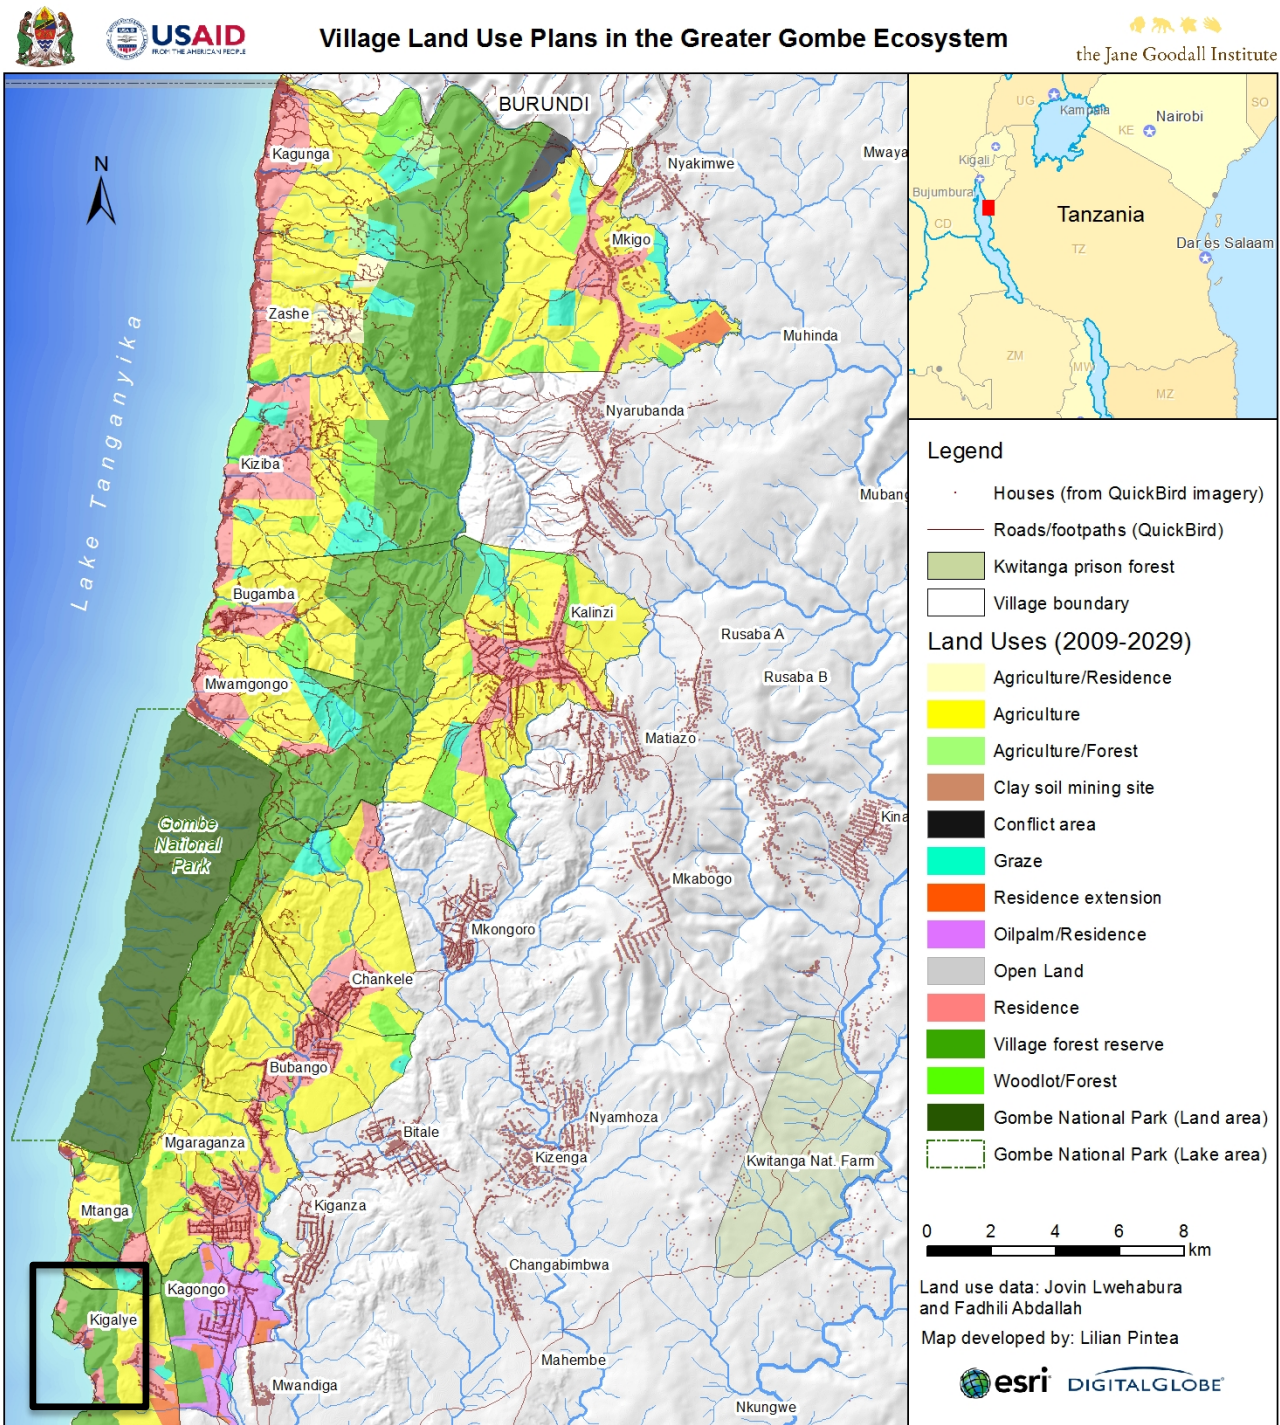 USAID
FROM THE AMERICAN PEOPLE
Village Land Use Plans in the Greater Gombe Ecosystem
the Jane Goodall Institute
BURUNDI
N
Kagunga
Nyakimwe
Mwaya
Mkigo
Zashe
Muhinda
Lake Tanganyika
Nyarubanda
Kiziba
Mubang
Bugamba
Kalinzi
Rusaba A
Rusaba B
Mwamgongo
Matiazo
Gombe
National
Park
Kina
Mkabogo
Mkongoro
Chankele
Bubango
Nyamhoza
Bitale
Mgaraganza
Kizenga
Kwitanga Nat. Farm
Mtanga
Kiganza
Changabimbwa
Kagongo
Kigalye
Mahembe
Mwandiga
Nkungwe
UG
Kampala
SO
Nairobi
KE
Kigali
Bujumbura
Tanzania
CD
TZ
Dar es Salaam
ZM
MW
MZ
Legend
Houses (from QuickBird imagery)
Roads/footpaths (QuickBird)
Kwitanga prison forest
Village boundary
Land Uses (2009-2029)
Agriculture/Residence
Agriculture
Agriculture/Forest
Clay soil mining site
Conflict area
Graze
Residence extension
Oilpalm/Residence
Open Land
Residence
Village forest reserve
Woodlot/Forest
Gombe National Park (Land area)
Gombe National Park (Lake area)
0 2 4 6 8
km
Land use data: Jovin Lwehabura
and Fadhili Abdallah
Map developed by: Lilian Pintea
esri
DIGITALGLOBE